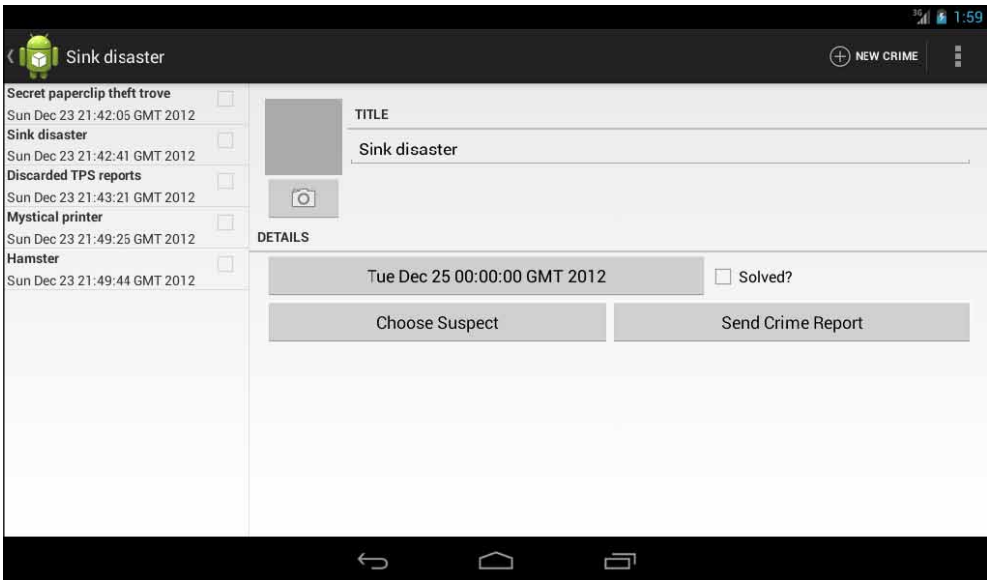 3G 1:59
Sink disaster
NEW CRIME
Secret paperclip theft trove
Sun Dec 23 21:42:06 GMT 2012
Sink disaster
Sun Dec 23 21:42:41 GMT 2012
Discarded TPS reports
Sun Dec 23 21:43:21 GMT 2012
Mystical printer
Sun Dec 23 21:49:25 GMT 2012
Hamster
Sun Dec 23 21:49:44 GMT 2012
TITLE
Sink disaster
DETAILS
Tue Dec 25 00:00:00 GMT 2012
Solved?
Choose Suspect
Send Crime Report